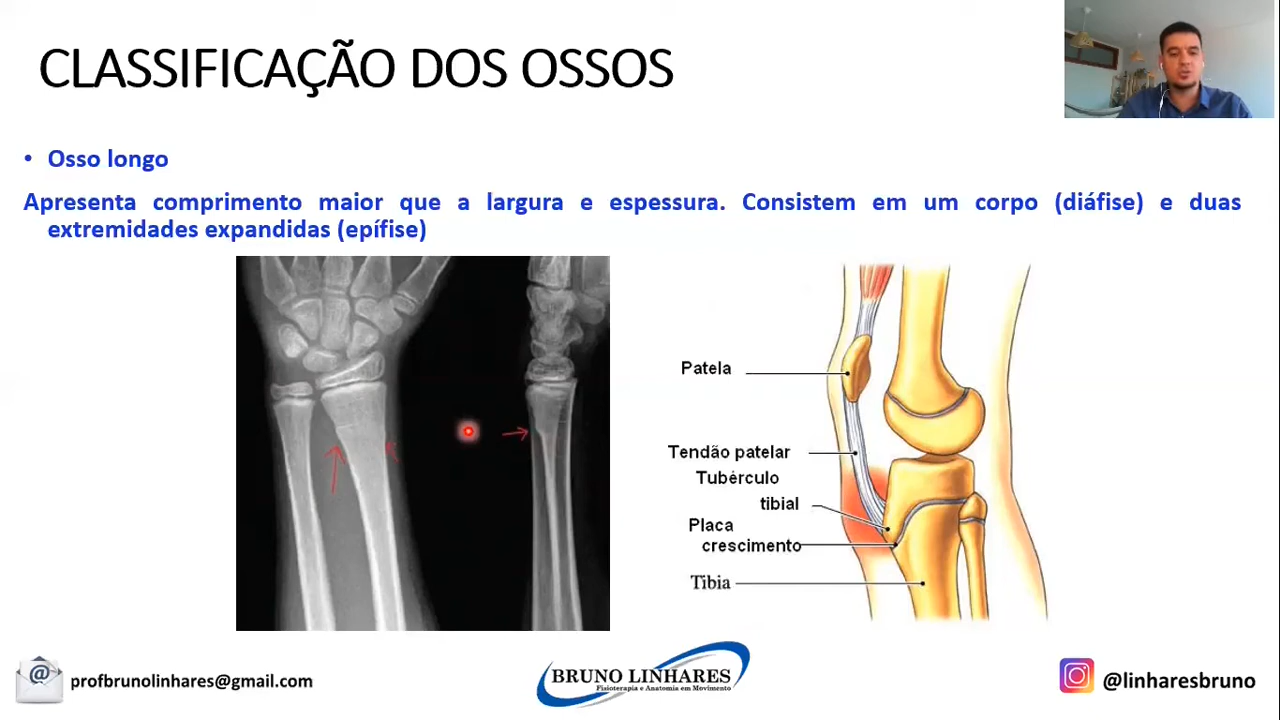 CLASSIFICAÇÃO DOS OSSOS
• Osso longo
Apresenta comprimento maior que a largura e espessura. Consistem em um corpo (diáfise) e duas
extremidades expandidas (epífise)
Patela
Tendão patelar
Tubérculo
tibial
Placa
crescimento
Tibia
@
profbrunolinhares@gmail.com
BRUNO LINHARES
Fisioterapia e Anatomia em Movimento
@linharesbruno